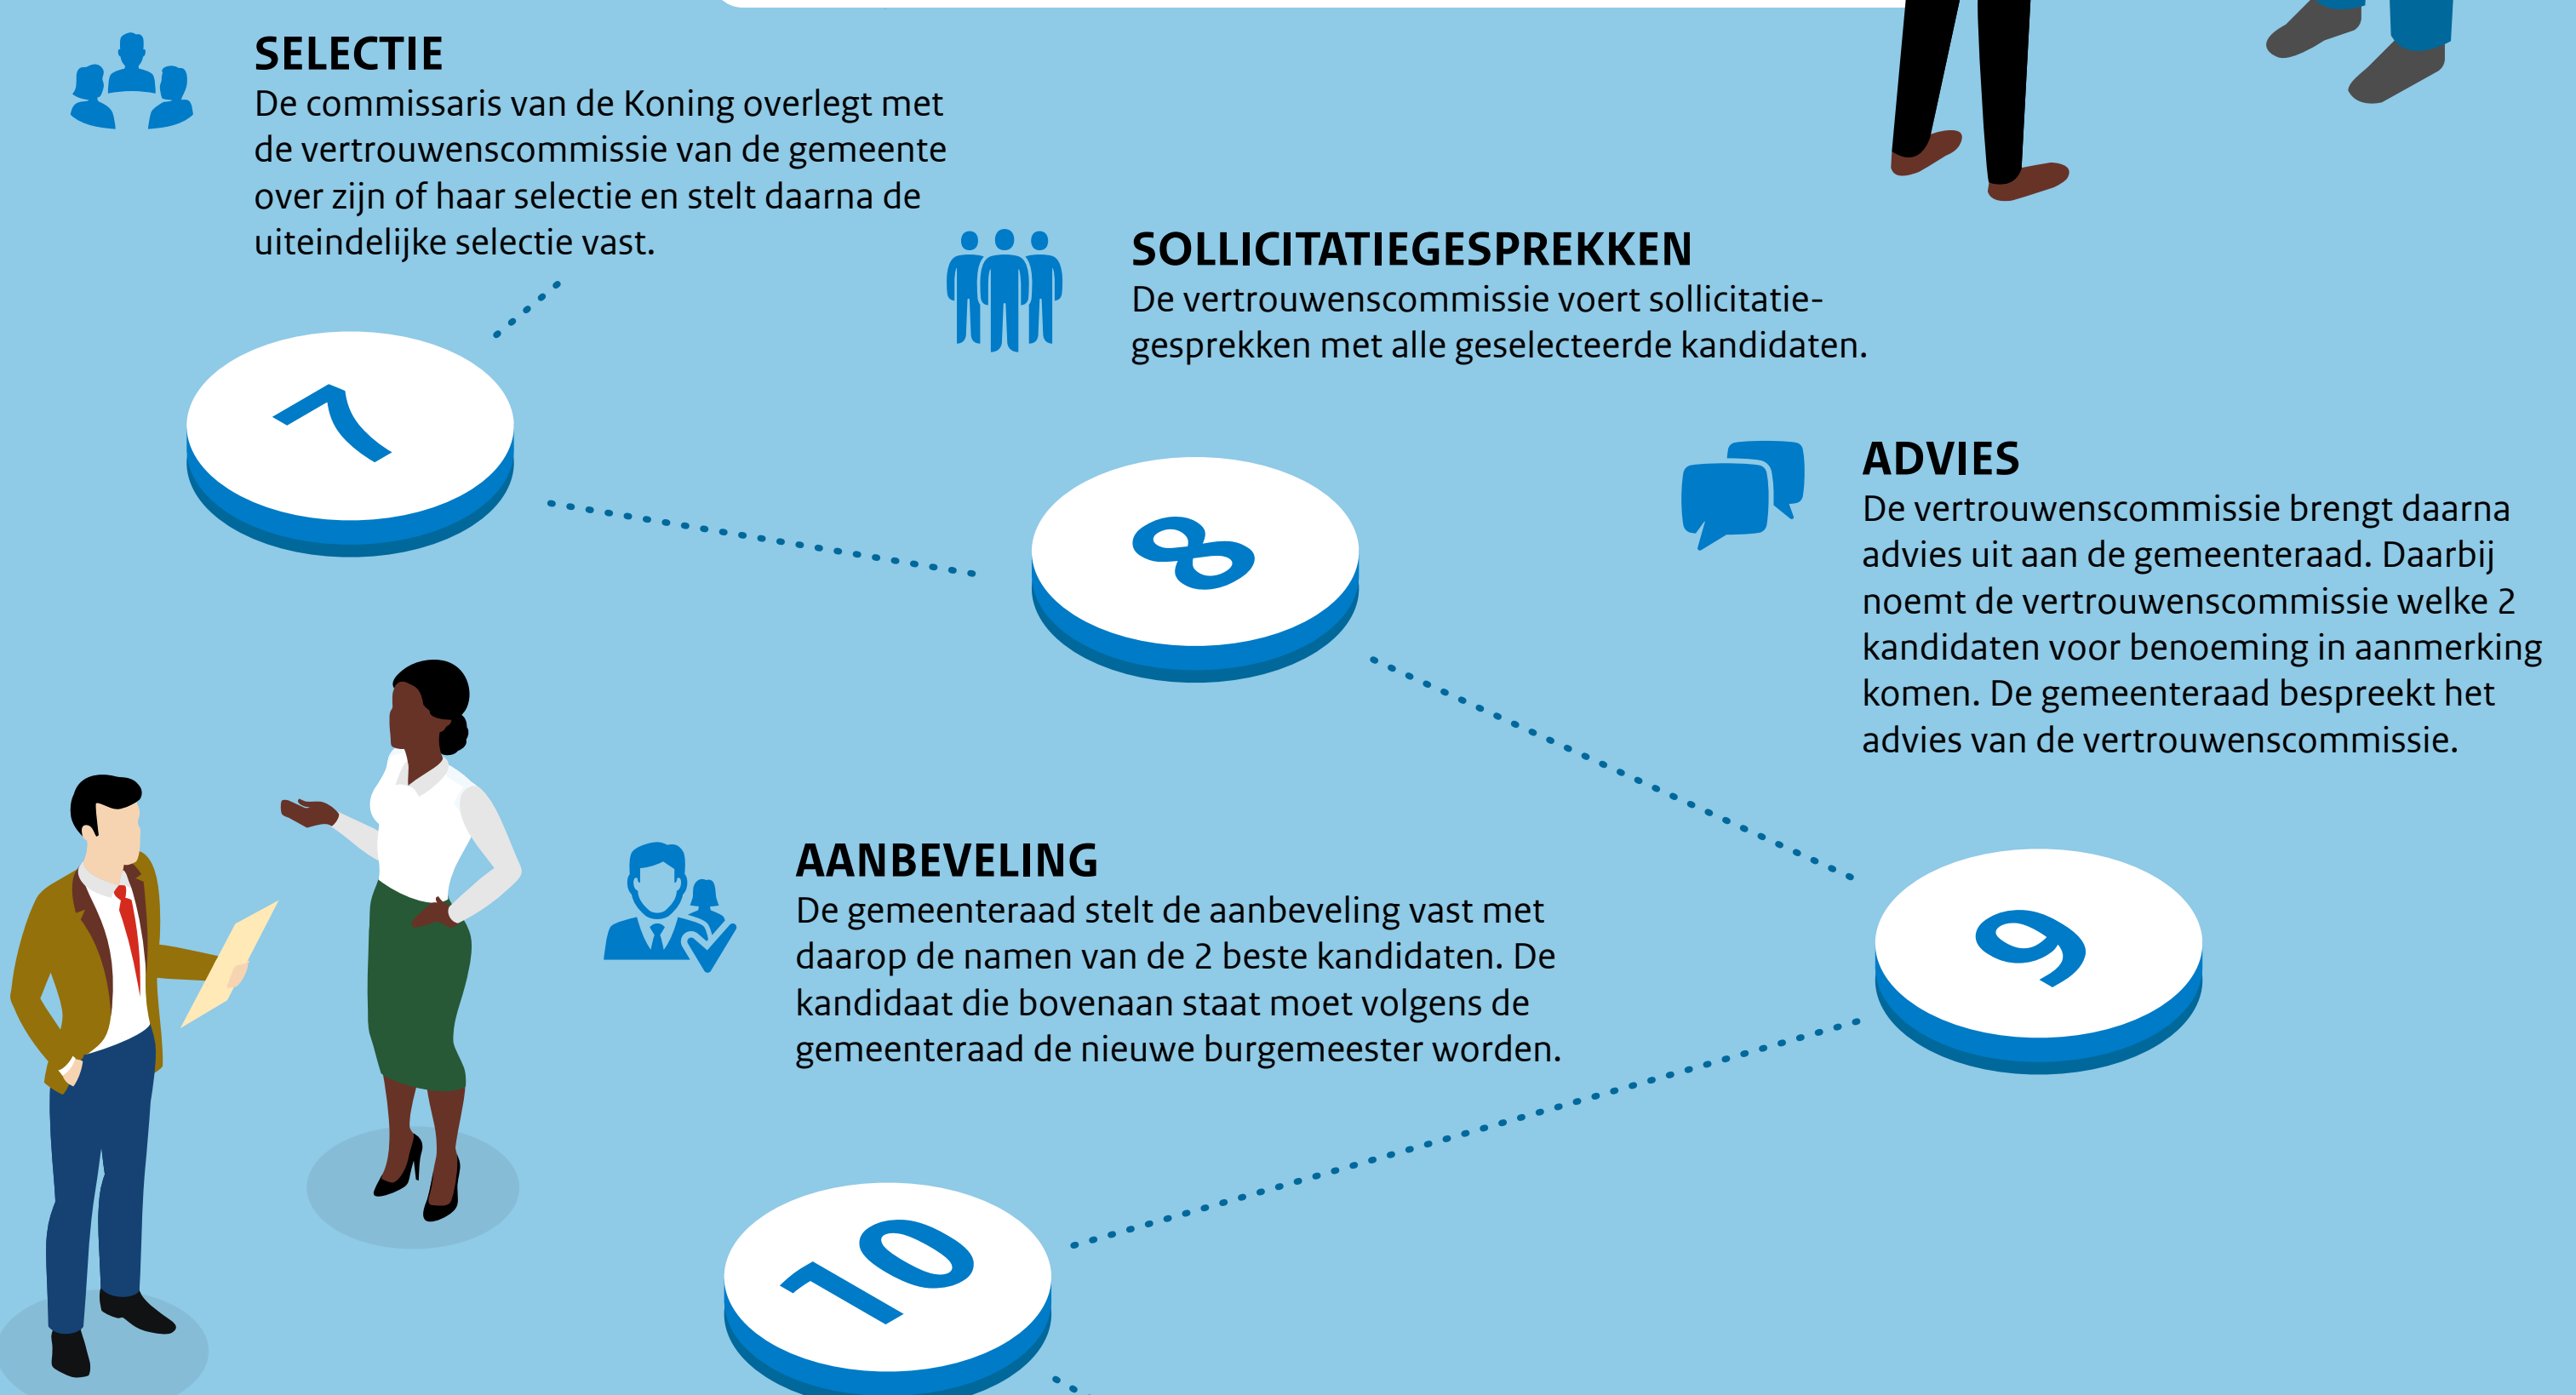 SELECTIE
De commissaris van de Koning overlegt met
de vertrouwenscommissie van de gemeente
over zijn of haar selectie en stelt daarna de
uiteindelijke selectie vast.
7
SOLLICITATIEGESPREKKEN
De vertrouwenscommissie voert sollicitatie-
gesprekken met alle geselecteerde kandidaten.
8
ADVIES
De vertrouwenscommissie brengt daarna
advies uit aan de gemeenteraad. Daarbij
noemt de vertrouwenscommissie welke 2
kandidaten voor benoeming in aanmerking
komen. De gemeenteraad bespreekt het
advies van de vertrouwenscommissie.
9
AANBEVELING
De gemeenteraad stelt de aanbeveling vast met
daarop de namen van de 2 beste kandidaten. De
kandidaat die bovenaan staat moet volgens de
gemeenteraad de nieuwe burgemeester worden.
10